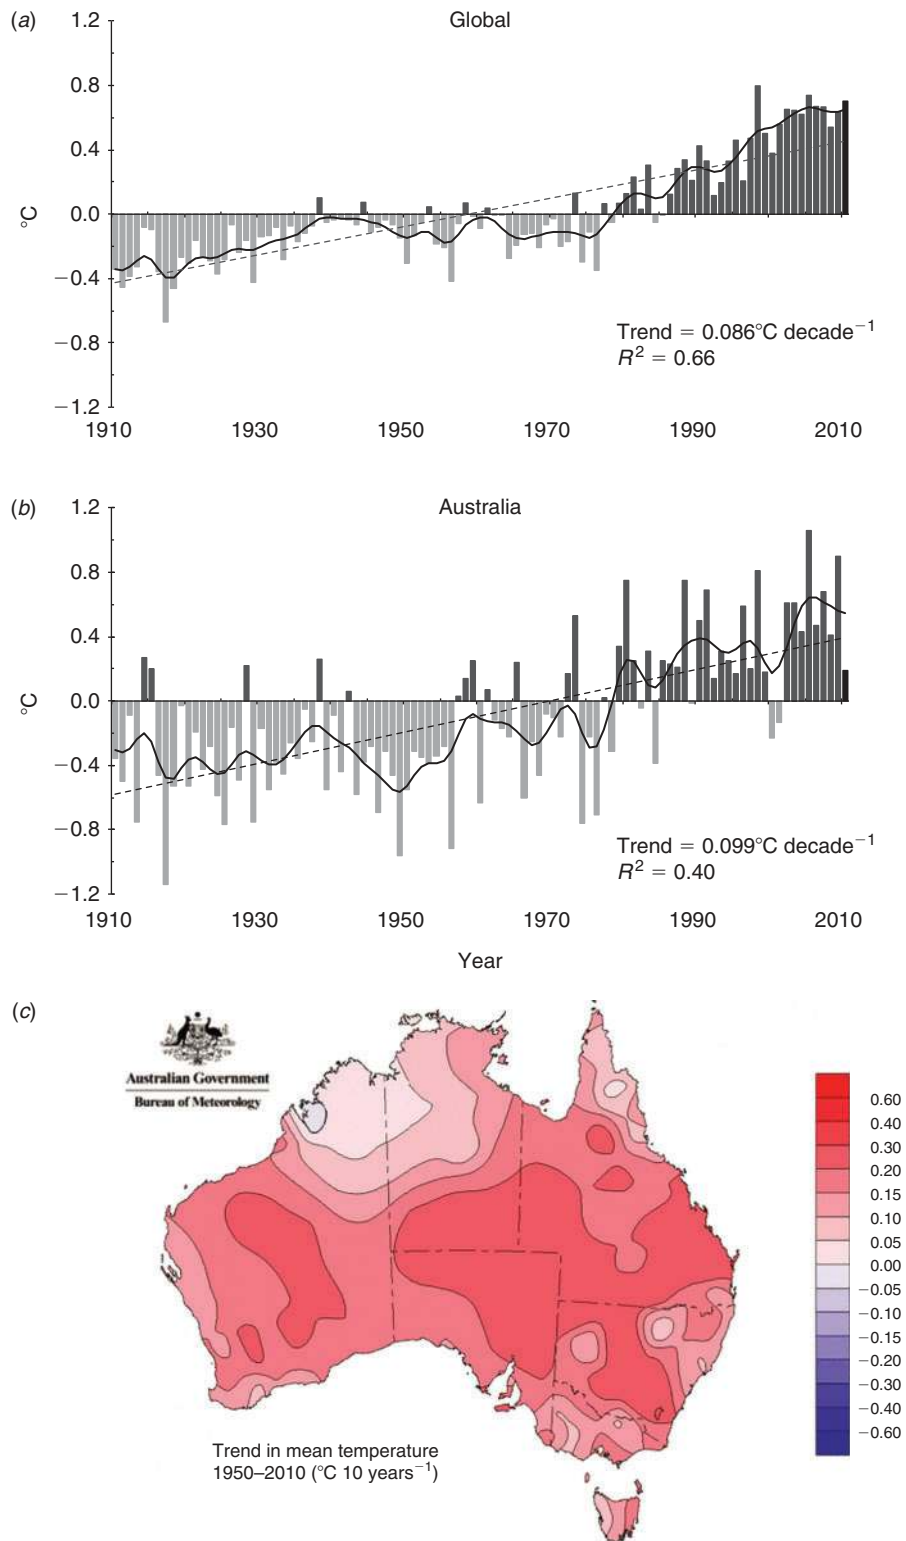 (a)
Global
1.2
0.8
0.4
0.0
−0.4
−0.8
−1.2
°C
Trend = 0.086°C decade⁻¹
R² = 0.66
1910 1930 1950 1970 1990 2010
(b)
Australia
1.2
0.8
0.4
0.0
−0.4
−0.8
−1.2
°C
Trend = 0.099°C decade⁻¹
R² = 0.40
1910 1930 1950 1970 1990 2010
Year
(c)
Australian Government
Bureau of Meteorology
0.60
0.40
0.30
0.20
0.15
0.10
0.05
0.00
−0.05
−0.10
−0.15
−0.20
−0.30
−0.40
−0.60
Trend in mean temperature
1950–2010 (°C 10 years⁻¹)